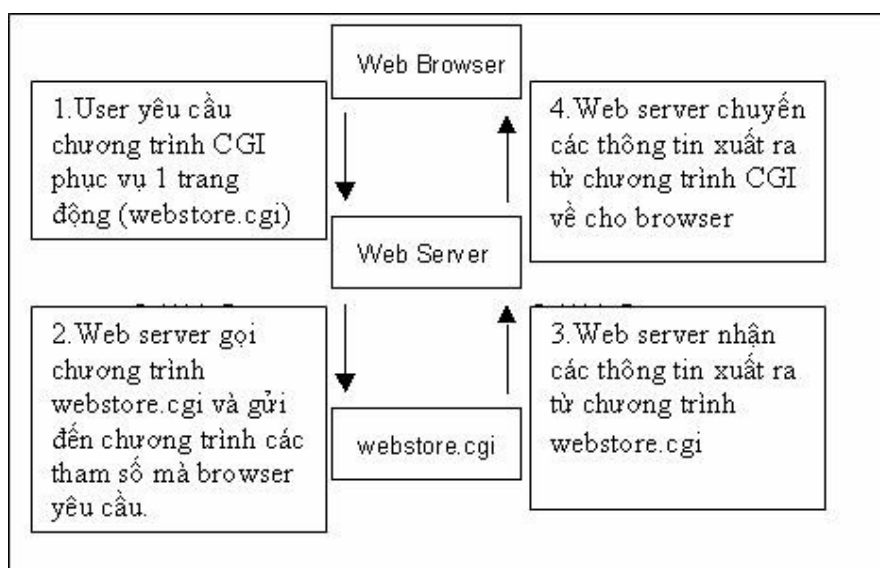 Web Browser
1.User yêu cầu
chương trình CGI
phục vụ 1 trang
động (webstore.cgi)
4.Web server chuyến
các thông tin xuất ra
từ chương trình CGI
về cho browser
Web Server
2.Web server gọi
chương trình
webstore.cgi và gửi
đến chương trình các
tham số mà browser
yêu cầu.
3.Web server nhận
các thông tin xuất ra
từ chương trình
webstore.cgi
webstore.cgi